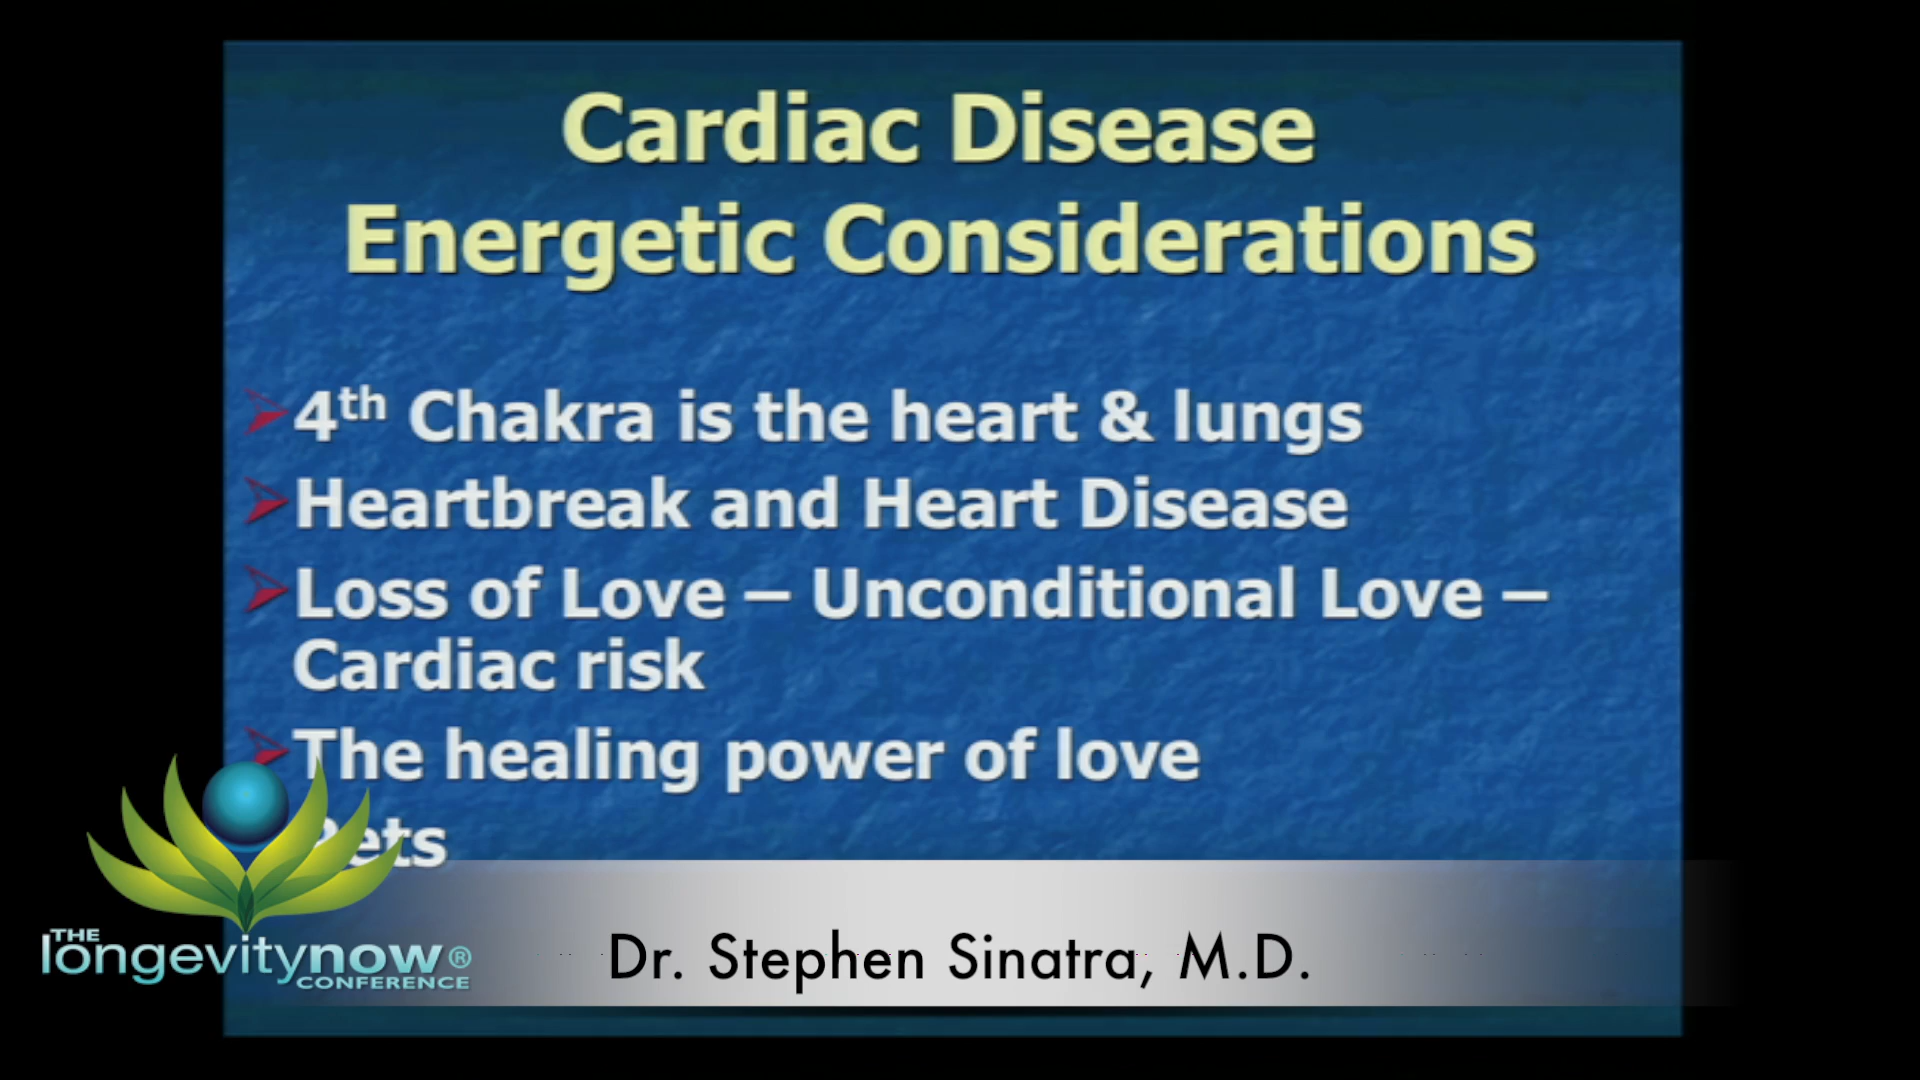 Cardiac Disease
Energetic Considerations
4th Chakra is the heart & lungs
Heartbreak and Heart Disease
Loss of Love – Unconditional Love –
Cardiac risk
The healing power of love
Pets
THE
longevitynow®
CONFERENCE
Dr. Stephen Sinatra, M.D.